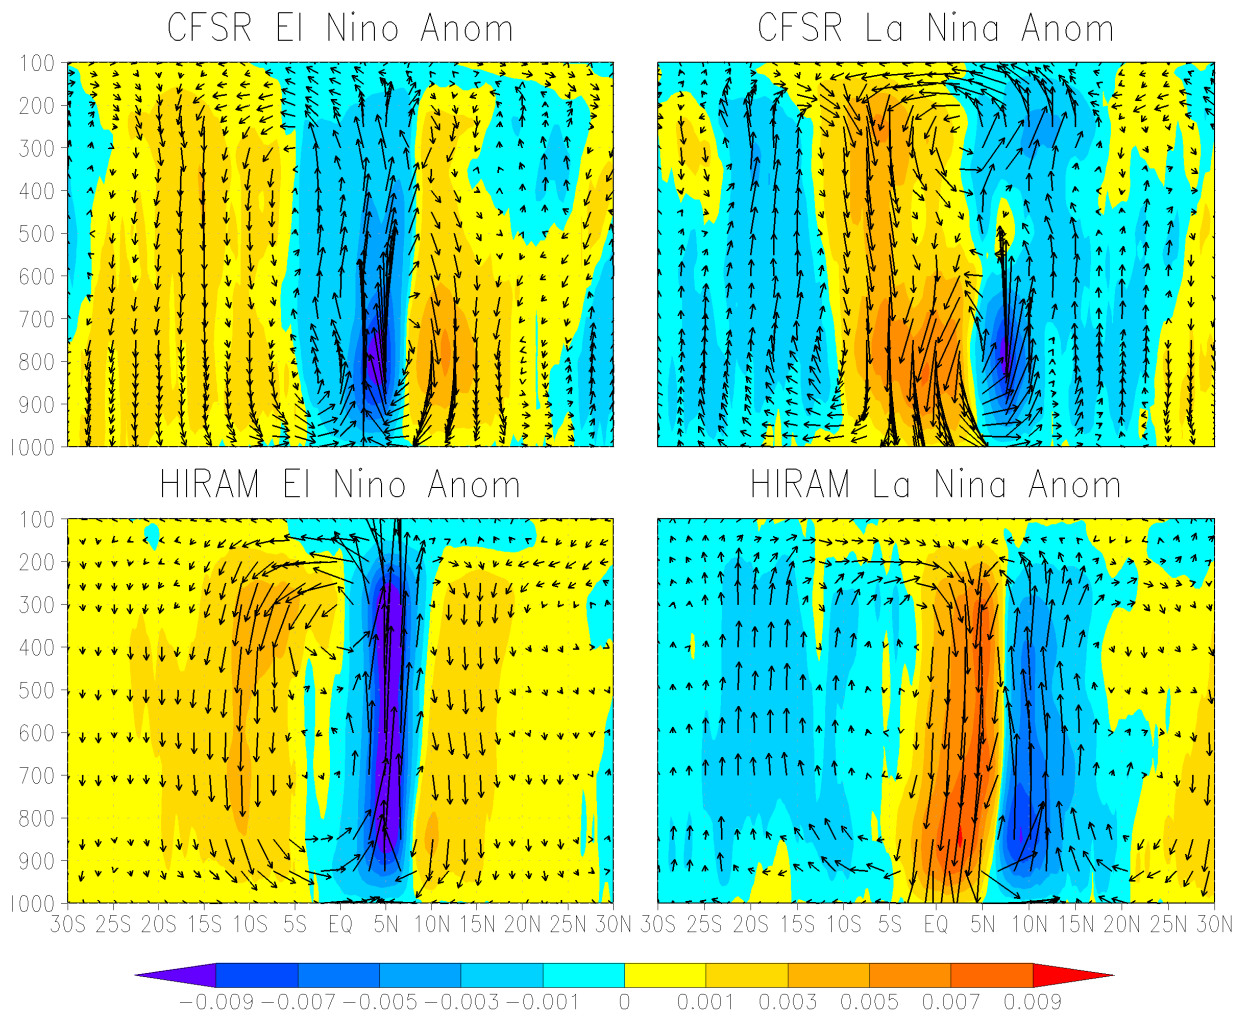 CFSR El Nino Anom
CFSR La Nina Anom
100
200
300
400
500
600
700
800
900
1000
HIRAM El Nino Anom
HIRAM La Nina Anom
100
200
300
400
500
600
700
800
900
1000
30S 25S 20S 15S 10S 5S EQ 5N 10N 15N 20N 25N 30N
30S 25S 20S 15S 10S 5S EQ 5N 10N 15N 20N 25N 30N
-0.009 -0.007 -0.005 -0.003 -0.001 0 0.001 0.003 0.005 0.007 0.009